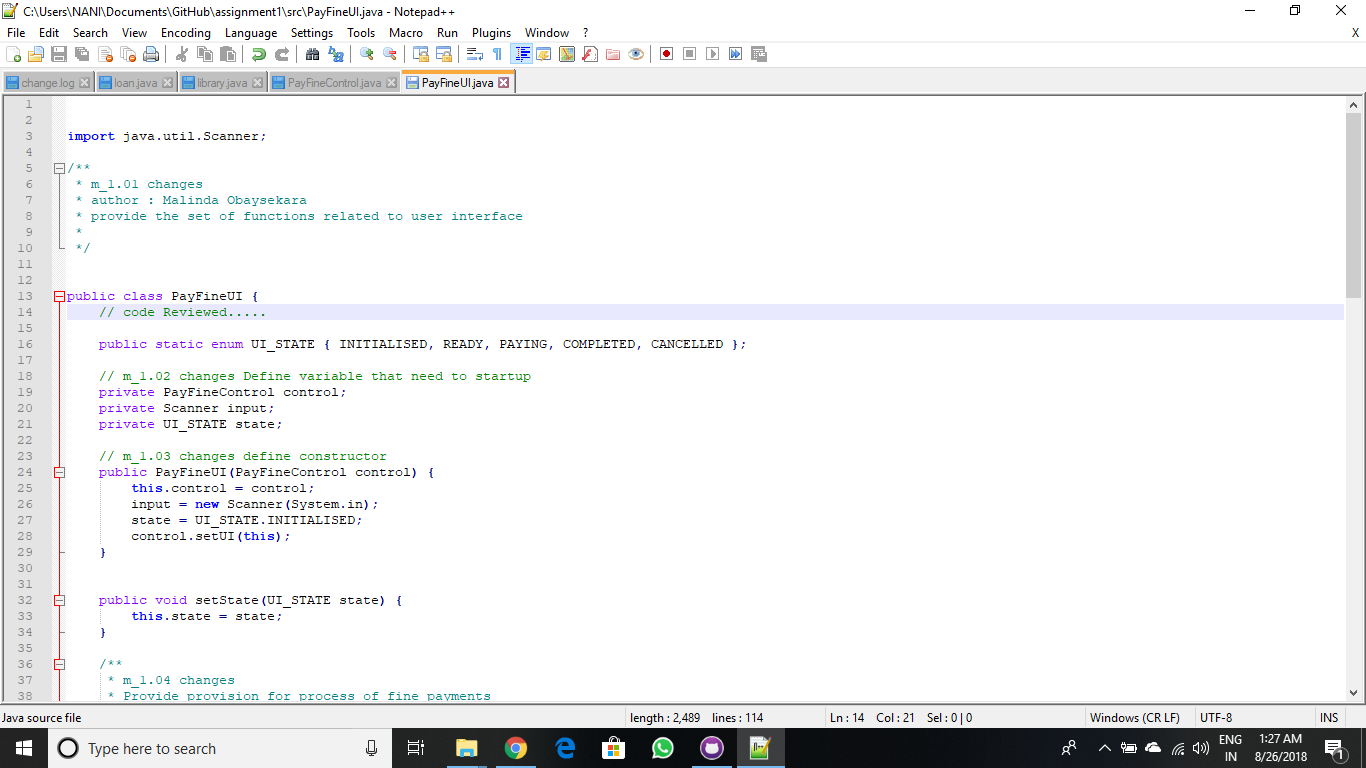 C:\Users\NANI\Documents\GitHub\assignment1\src\PayFineUI.java - Notepad++
File Edit Search View Encoding Language Settings Tools Macro Run Plugins Window ? X
change.log loan.java library.java PayFineControl.java PayFineUI.java
1
2
3 import java.util.Scanner;
4
5 /**
6 * m_1.01 changes
7 * author : Malinda Obaysekara
8 * provide the set of functions related to user interface
9 *
10 */
11
12
13 public class PayFineUI {
14 // code Reviewed.....
15
16 public static enum UI_STATE { INITIALISED, READY, PAYING, COMPLETED, CANCELLED };
17
18 // m_1.02 changes Define variable that need to startup
19 private PayFineControl control;
20 private Scanner input;
21 private UI_STATE state;
22
23 // m_1.03 changes define constructor
24 public PayFineUI(PayFineControl control) {
25 this.control = control;
26 input = new Scanner(System.in);
27 state = UI_STATE.INITIALISED;
28 control.setUI(this);
29 }
30
31
32 public void setState(UI_STATE state) {
33 this.state = state;
34 }
35
36 /**
37 * m_1.04 changes
38 * Provide provision for process of fine payments
Java source file length : 2,489 lines : 114 Ln : 14 Col : 21 Sel : 0 | 0 Windows (CR LF) UTF-8 INS
Type here to search
ENG
IN
1:27 AM
8/26/2018
1